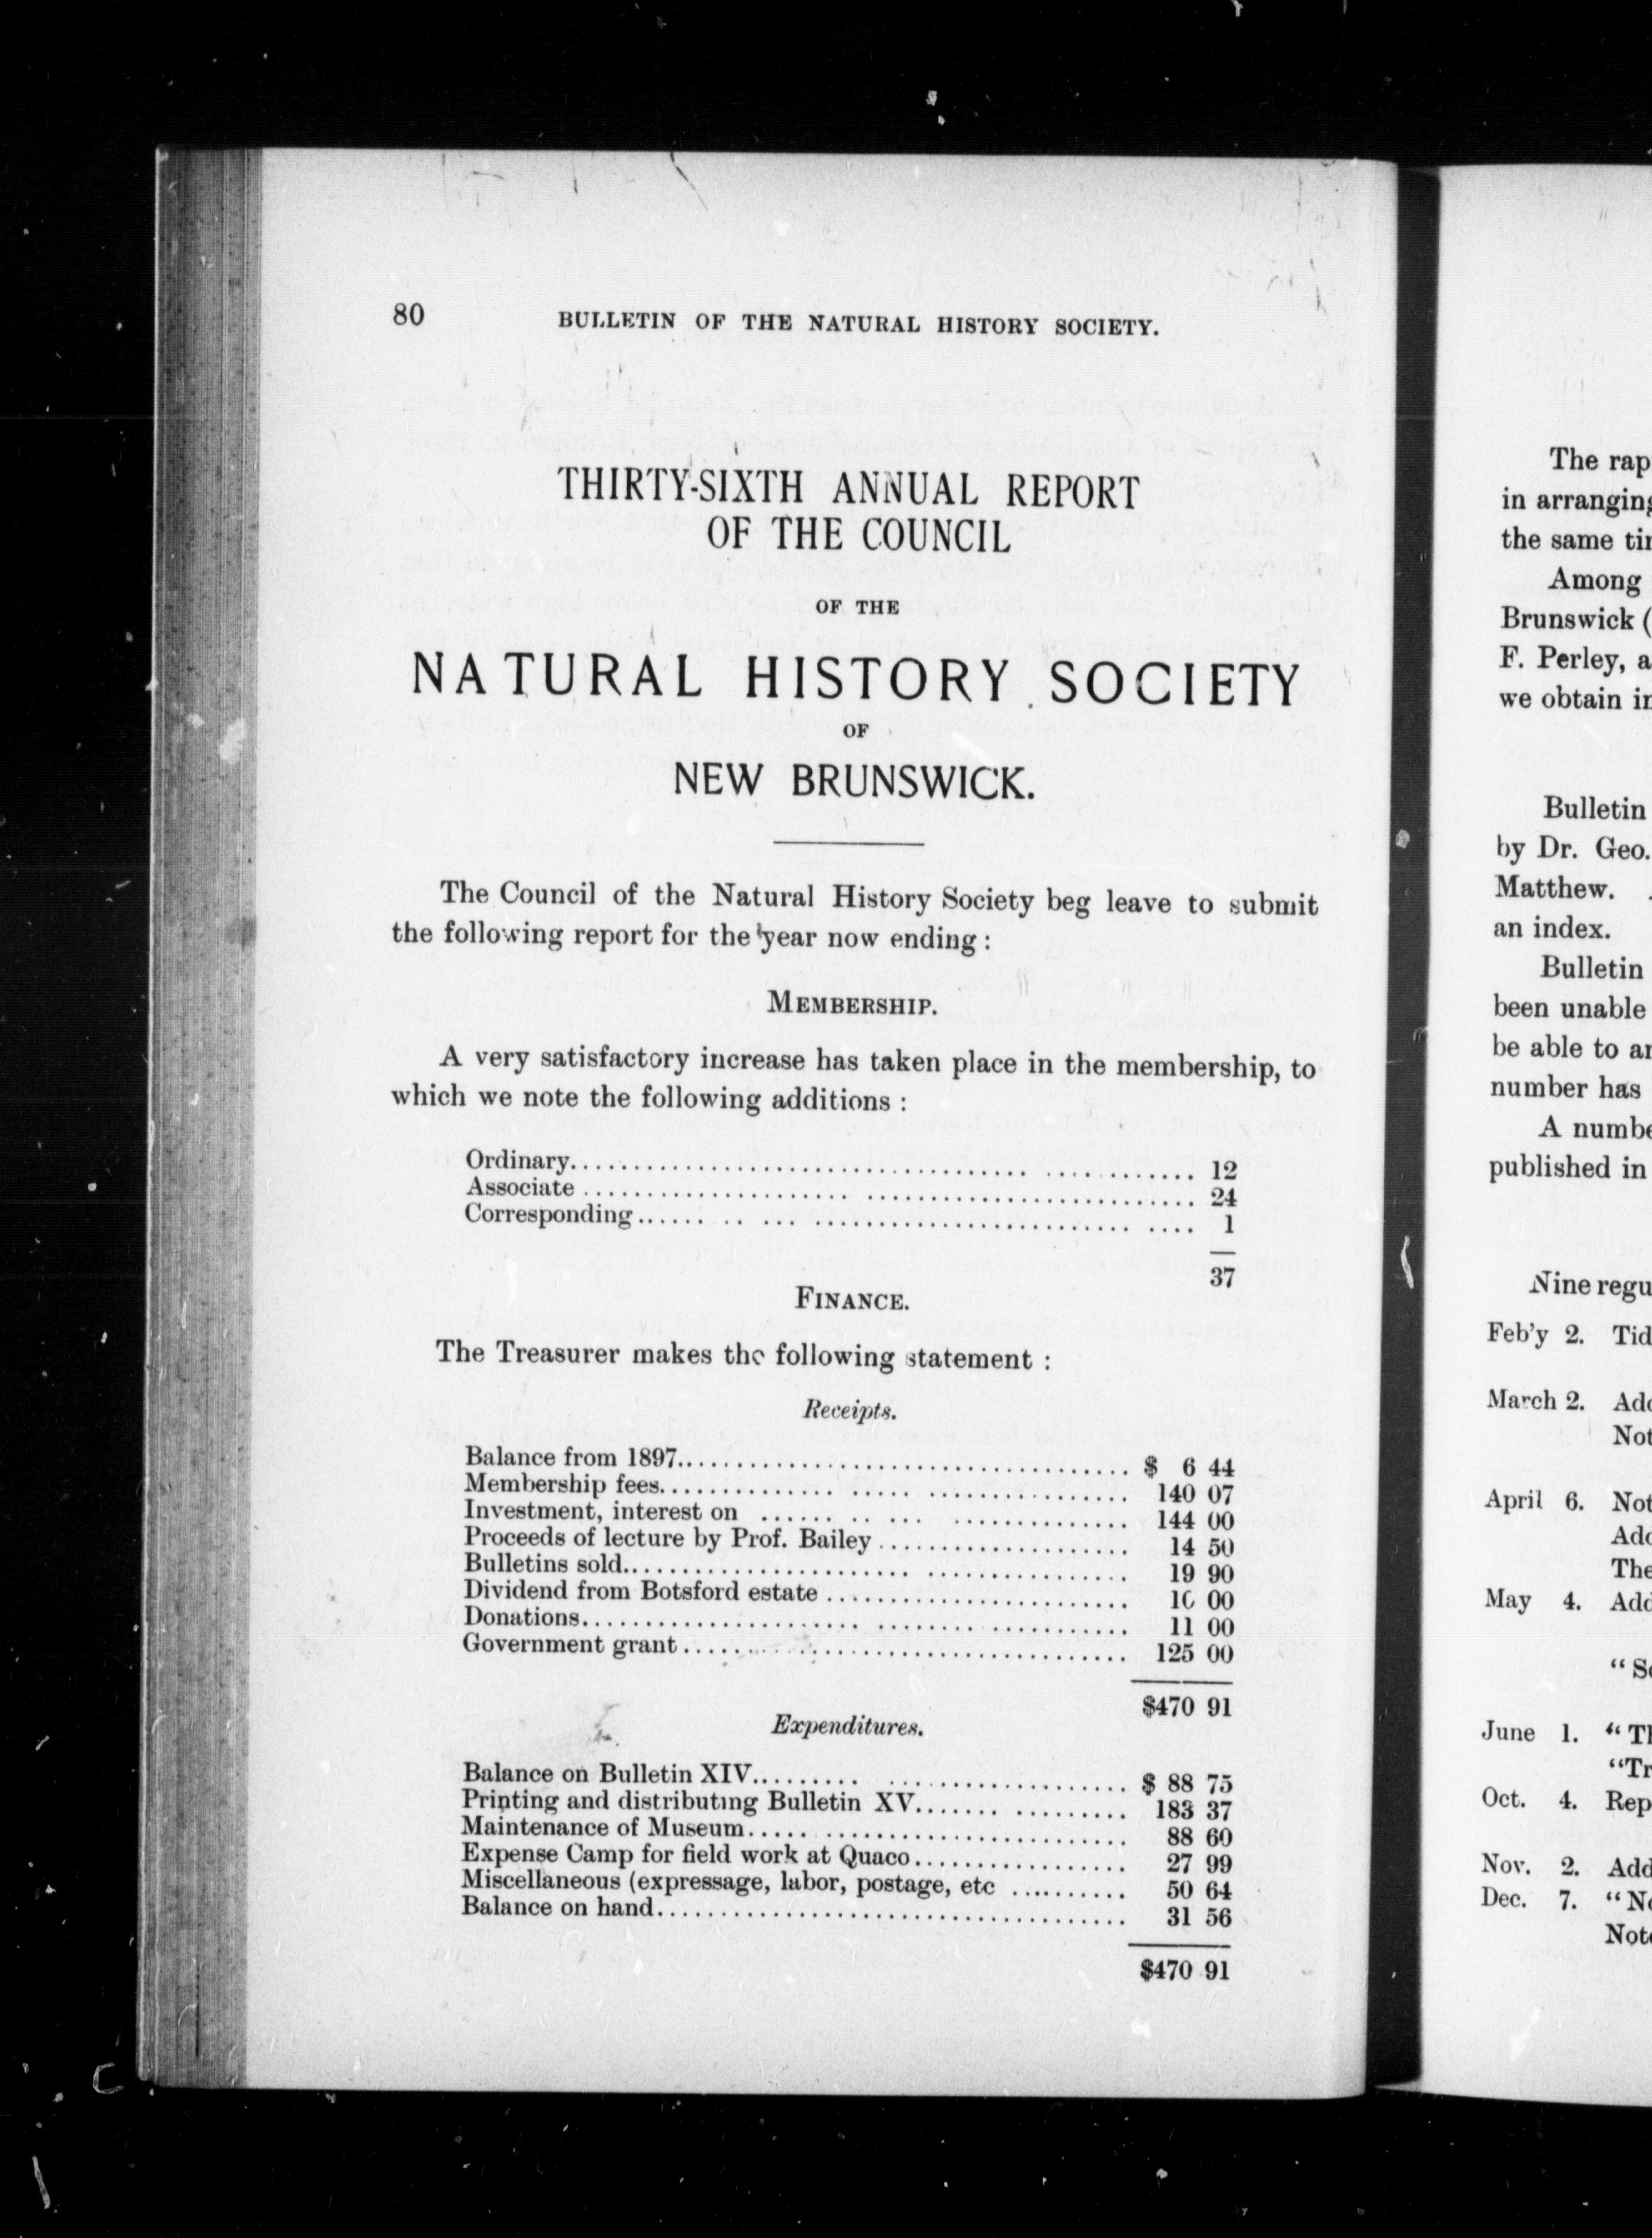 80 BULLETIN OF THE NATURAL HISTORY SOCIETY.
THIRTY-SIXTH ANNUAL REPORT
OF THE COUNCIL
OF THE
NATURAL HISTORY SOCIETY
OF
NEW BRUNSWICK.
The Council of the Natural History Society beg leave to submit
the following report for the year now ending :
MEMBERSHIP.
A very satisfactory increase has taken place in the membership, to
which we note the following additions :
Ordinary........................................ 12
Associate ........................................ 24
Corresponding........................................ 1
37
FINANCE.
The Treasurer makes the following statement :
Receipts.
Balance from 1897........................................ $ 6 44
Membership fees........................................ 140 07
Investment, interest on ........................................ 144 00
Proceeds of lecture by Prof. Bailey .................... 14 50
Bulletins sold........................................ 19 90
Dividend from Botsford estate ........................ 10 00
Donations........................................ 11 00
Government grant ........................................ 125 00
$470 91
Expenditures.
Balance on Bulletin XIV........................................ $ 88 75
Printing and distributing Bulletin XV.................. 183 37
Maintenance of Museum.............................. 88 60
Expense Camp for field work at Quaco................. 27 99
Miscellaneous (expressage, labor, postage, etc .......... 50 64
Balance on hand........................................ 31 56
$470 91
The rap
in arranging
the same
Among
Brunswick (
F. Perley, a
we obtain
Bulletin
by Dr. Geo.
Matthew.
an index.
Bulletin
been unable
be able to
number has
A
published in
Nine regu
Feb'y 2. Tid
March 2. Add
Not
April 6. Not
Add
The
May 4. Add
"
June 1. "
"Tr
Oct. 4. Rep
Nov. 2. Add
Dec. 7. "
Note